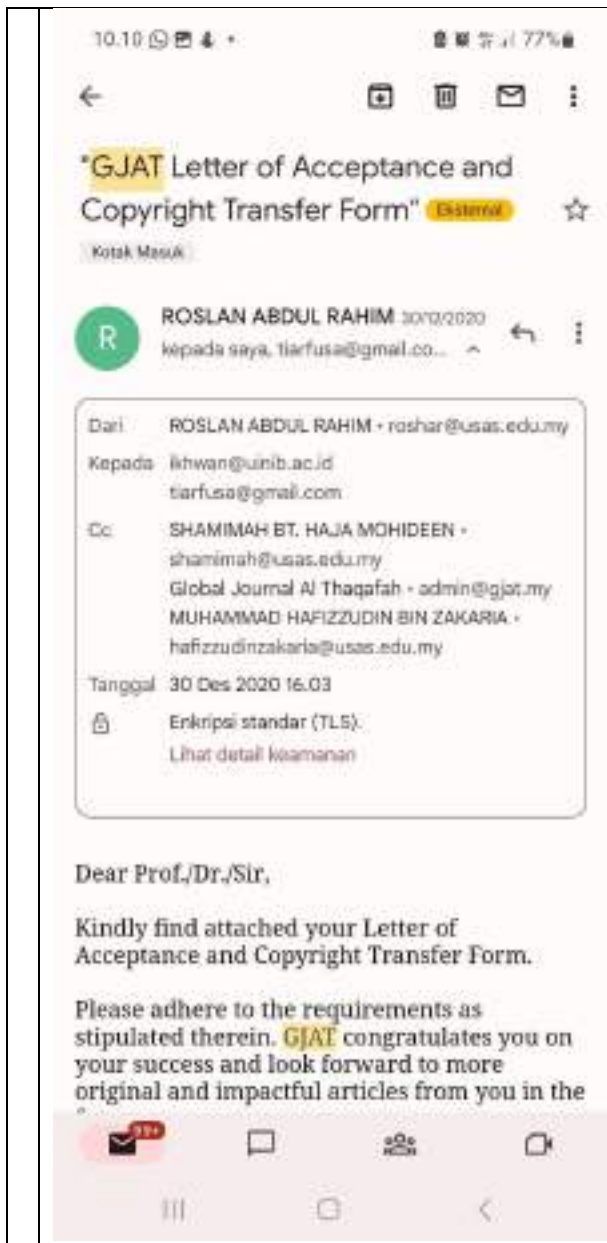 10.10
77%
"GJAT Letter of Acceptance and
Copyright Transfer Form" Eksternal
Kotak Masuk
R
ROSLAN ABDUL RAHIM 30/12/2020
kepada saya, tiarfusa@gmail.co...
Dari ROSLAN ABDUL RAHIM • roshar@usas.edu.my
Kepada ikhwan@uinib.ac.id
tiarfusa@gmail.com
Cc SHAMIMAH BT. HAJA MOHIDEEN •
shamimah@usas.edu.my
Global Journal Al Thaqafah • admin@gjat.my
MUHAMMAD HAFIZZUDIN BIN ZAKARIA •
hafizzudinzakaria@usas.edu.my
Tanggal 30 Des 2020 16.03
Enkripsi standar (TLS).
Lihat detail keamanan
Dear Prof./Dr./Sir,
Kindly find attached your Letter of
Acceptance and Copyright Transfer Form.
Please adhere to the requirements as
stipulated therein. GJAT congratulates you on
your success and look forward to more
original and impactful articles from you in the
99+